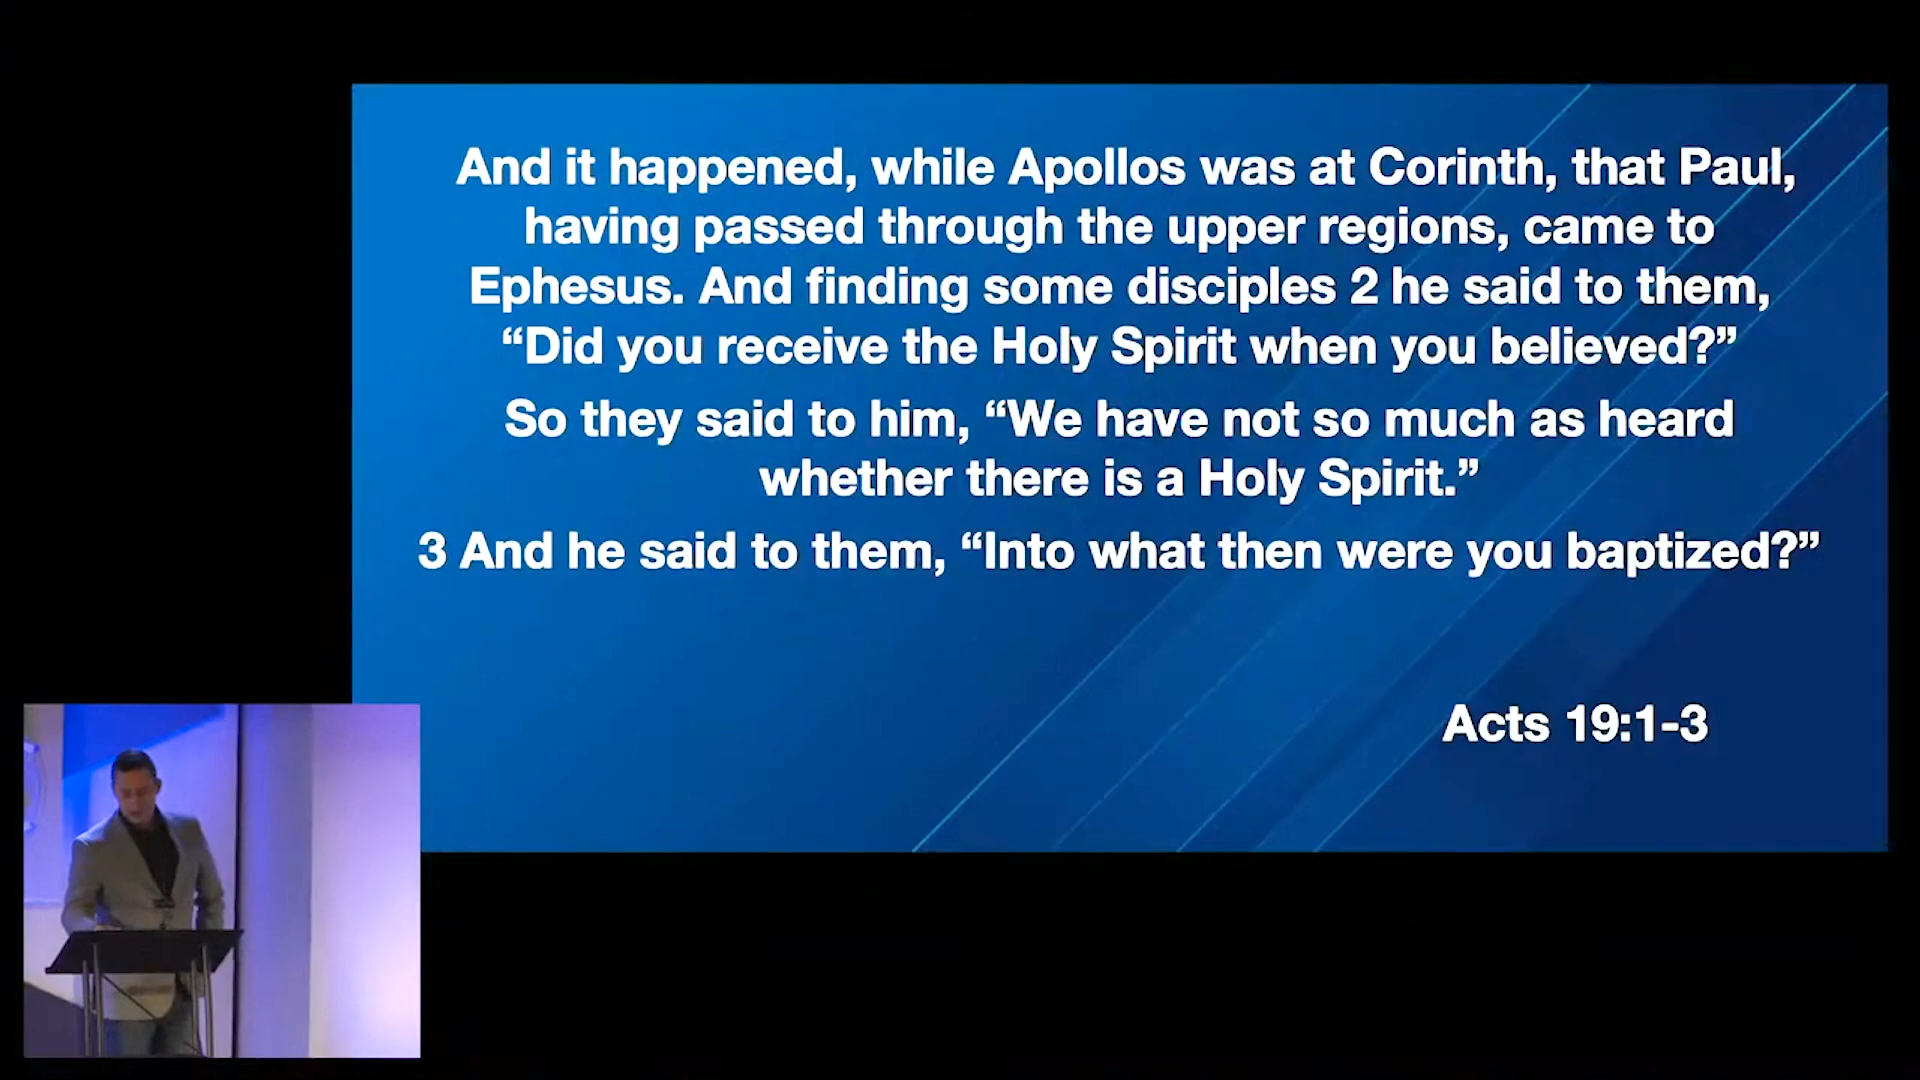 And it happened, while Apollos was at Corinth, that Paul,
having passed through the upper regions, came to
Ephesus. And finding some disciples 2 he said to them,
“Did you receive the Holy Spirit when you believed?”
So they said to him, “We have not so much as heard
whether there is a Holy Spirit.”
3 And he said to them, “Into what then were you baptized?”
Acts 19:1-3